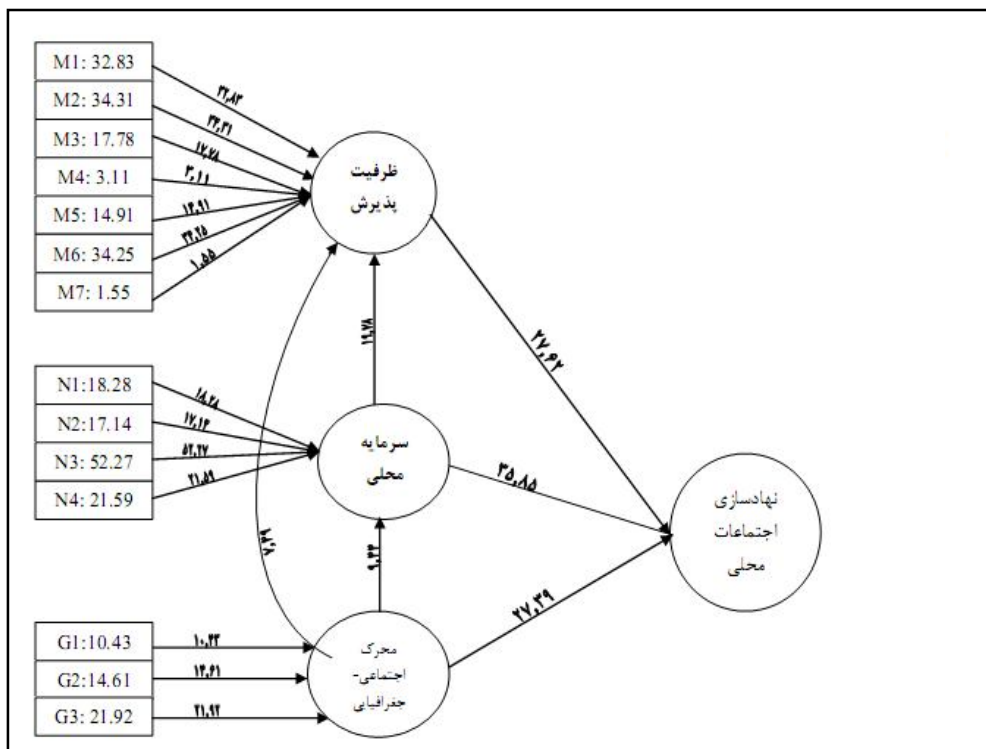 M1: 32.83
M2: 34.31
M3: 17.78
M4: 3.11
M5: 14.91
M6: 34.25
M7: 1.55
۳۲,۸۳
۳۴,۳۱
۱۷,۷۸
۳,۱۱
۱۴,۹۱
۳۴,۲۵
۱,۵۵
ظرفیت
پذیرش
۲۷,۶۲
۱۹,۷۸
N1:18.28
N2:17.14
N3: 52.27
N4: 21.59
۱۸,۲۸
۱۷,۱۴
۵۲,۲۷
۲۱,۵۹
سرمایه
محلی
۳۵,۸۵
نهادسازی
اجتماعات
محلی
۹,۴۳
۲۷,۳۹
G1:10.43
G2:14.61
G3: 21.92
۱۰,۴۳
۱۴,۶۱
۲۱,۹۲
محرک
اجتماعی-
جغرافیایی